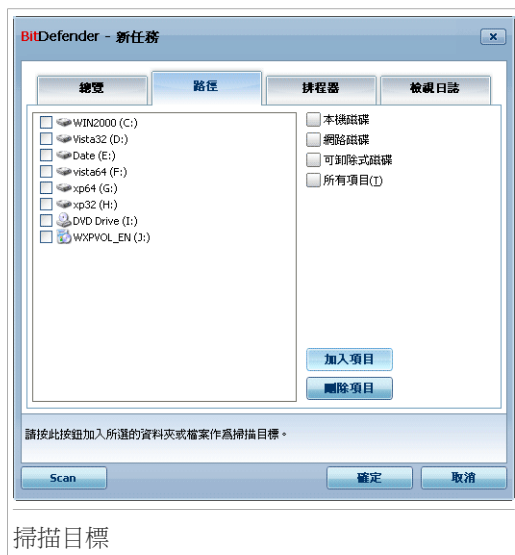 BitDefender - 新任務
總覽
路徑
排程器
檢視日誌
WIN2000 (C:)
Vista32 (D:)
Date (E:)
vista64 (F:)
xp64 (G:)
xp32 (H:)
DVD Drive (I:)
WXPVOL_EN (J:)
本機磁碟
網路磁碟
可卸除式磁碟
所有項目(T)
加入項目
刪除項目
請按此按鈕加入所選的資料夾或檔案作為掃描目標。
Scan
確定
取消
掃描目標